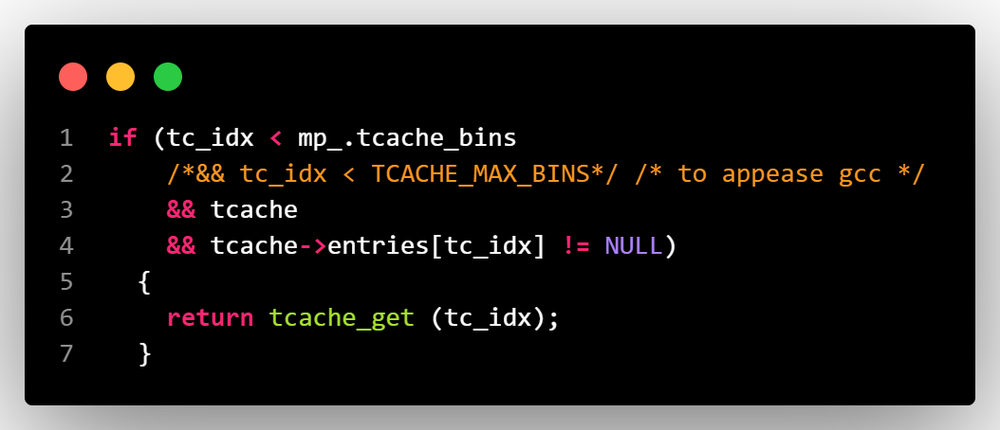 1 if (tc_idx < mp_.tcache_bins
2 /*&& tc_idx < TCACHE_MAX_BINS*/ /* to appease gcc */
3 && tcache
4 && tcache->entries[tc_idx] != NULL)
5 {
6 return tcache_get (tc_idx);
7 }